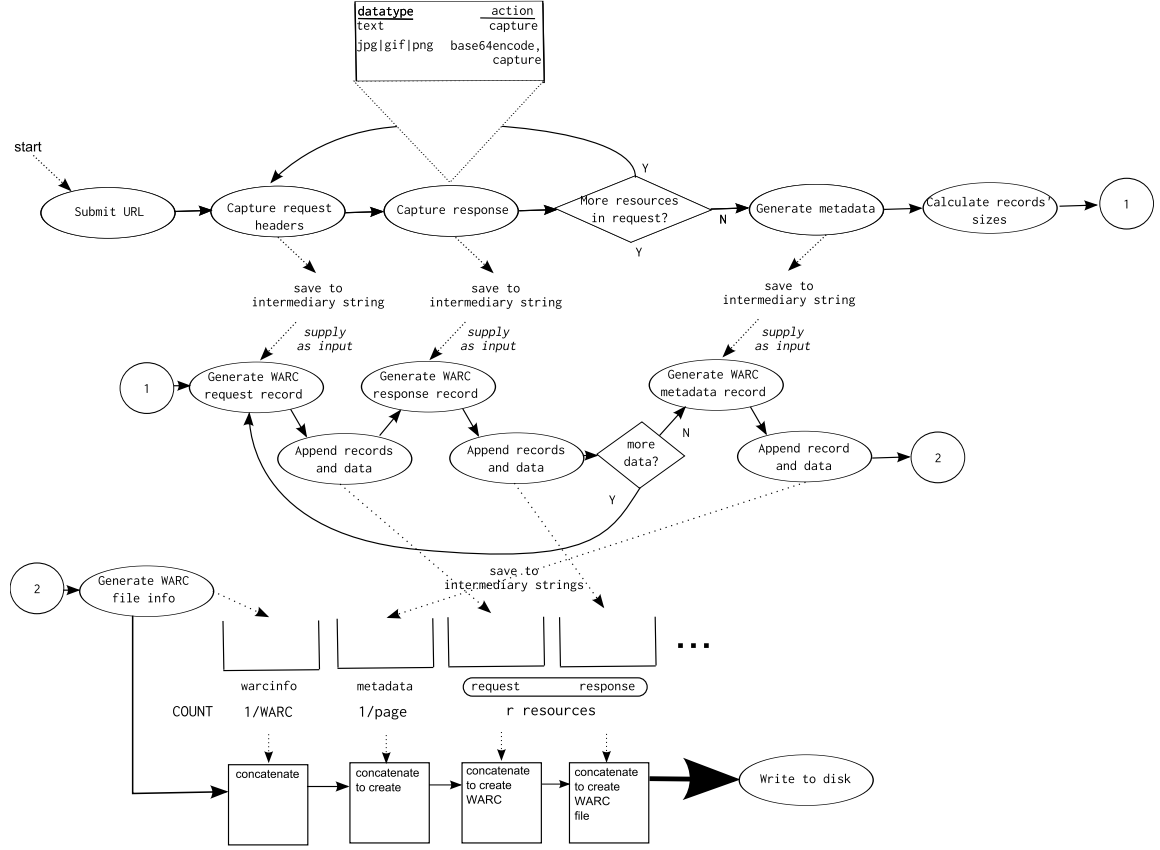 datatype action
text capture
jpg|gif|png base64encode,
capture
start
Submit URL
Capture request
headers
Capture response
Y
More resources
in request?
N
Y
Generate metadata
Calculate records'
sizes
1
save to
intermediary string
save to
intermediary string
save to
intermediary string
supply
as input
supply
as input
supply
as input
1
Generate WARC
request record
Generate WARC
response record
Generate WARC
metadata record
Append records
and data
Append records
and data
more
data?
N
Y
Append record
and data
2
2
Generate WARC
file info
save to
intermediary strings
...
warcinfo
metadata
request response
COUNT 1/WARC 1/page r resources
concatenate
concatenate
to create
concatenate
to create
WARC
concatenate
to create
WARC
file
Write to disk